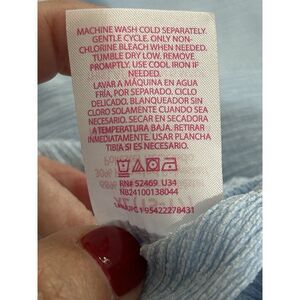 MACHINE WASH COLD SEPARATELY.
GENTLE CYCLE. ONLY NON-
CHLORINE BLEACH WHEN NEEDED.
TUMBLE DRY LOW. REMOVE
PROMPTLY. USE COOL IRON IF
NEEDED.
LAVAR A MÁQUINA EN AGUA
FRÍA, POR SEPARADO. CICLO
DELICADO. BLANQUEADOR SIN
CLORO SOLAMENTE CUANDO SEA
NECESARIO. SECAR EN SECADORA
A TEMPERATURA BAJA. RETIRAR
INMEDIATAMENTE. USAR PLANCHA
TIBIA SI ES NECESARIO.
RN# 52469 U34
NB24100138044
195422278431